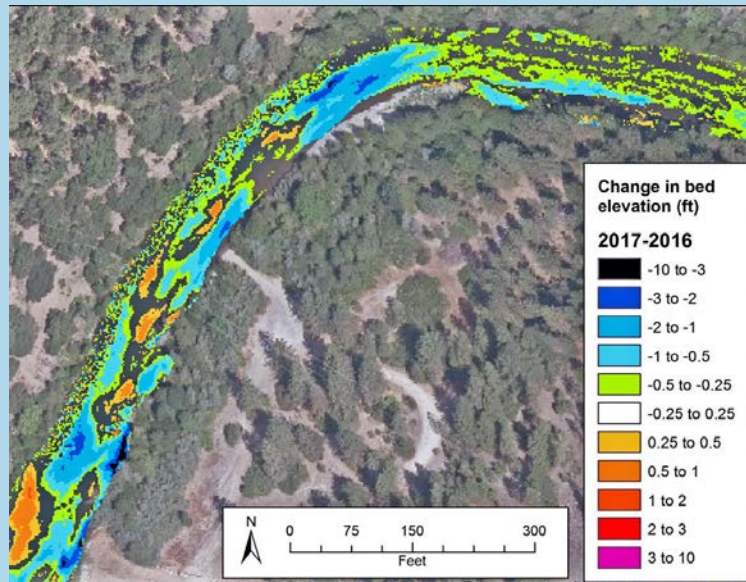 Change in bed
elevation (ft)
2017-2016
-10 to -3
-3 to -2
-2 to -1
-1 to -0.5
-0.5 to -0.25
-0.25 to 0.25
0.25 to 0.5
0.5 to 1
1 to 2
2 to 3
3 to 10
N
0 75 150 300
Feet